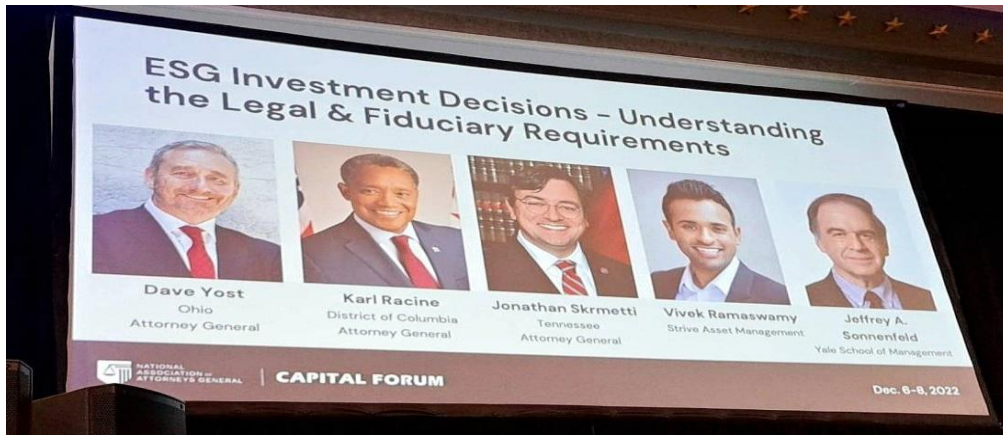 ESG Investment Decisions - Understanding
the Legal & Fiduciary Requirements
Dave Yost
Ohio
Attorney General
Karl Racine
District of Columbia
Attorney General
Jonathan Skrmetti
Tennessee
Attorney General
Vivek Ramaswamy
Strive Asset Management
Jeffrey A.
Sonnenfeld
Yale School of Management
NATIONAL
ASSOCIATION OF
ATTORNEYS GENERAL
CAPITAL FORUM
Dec. 6-8, 2022